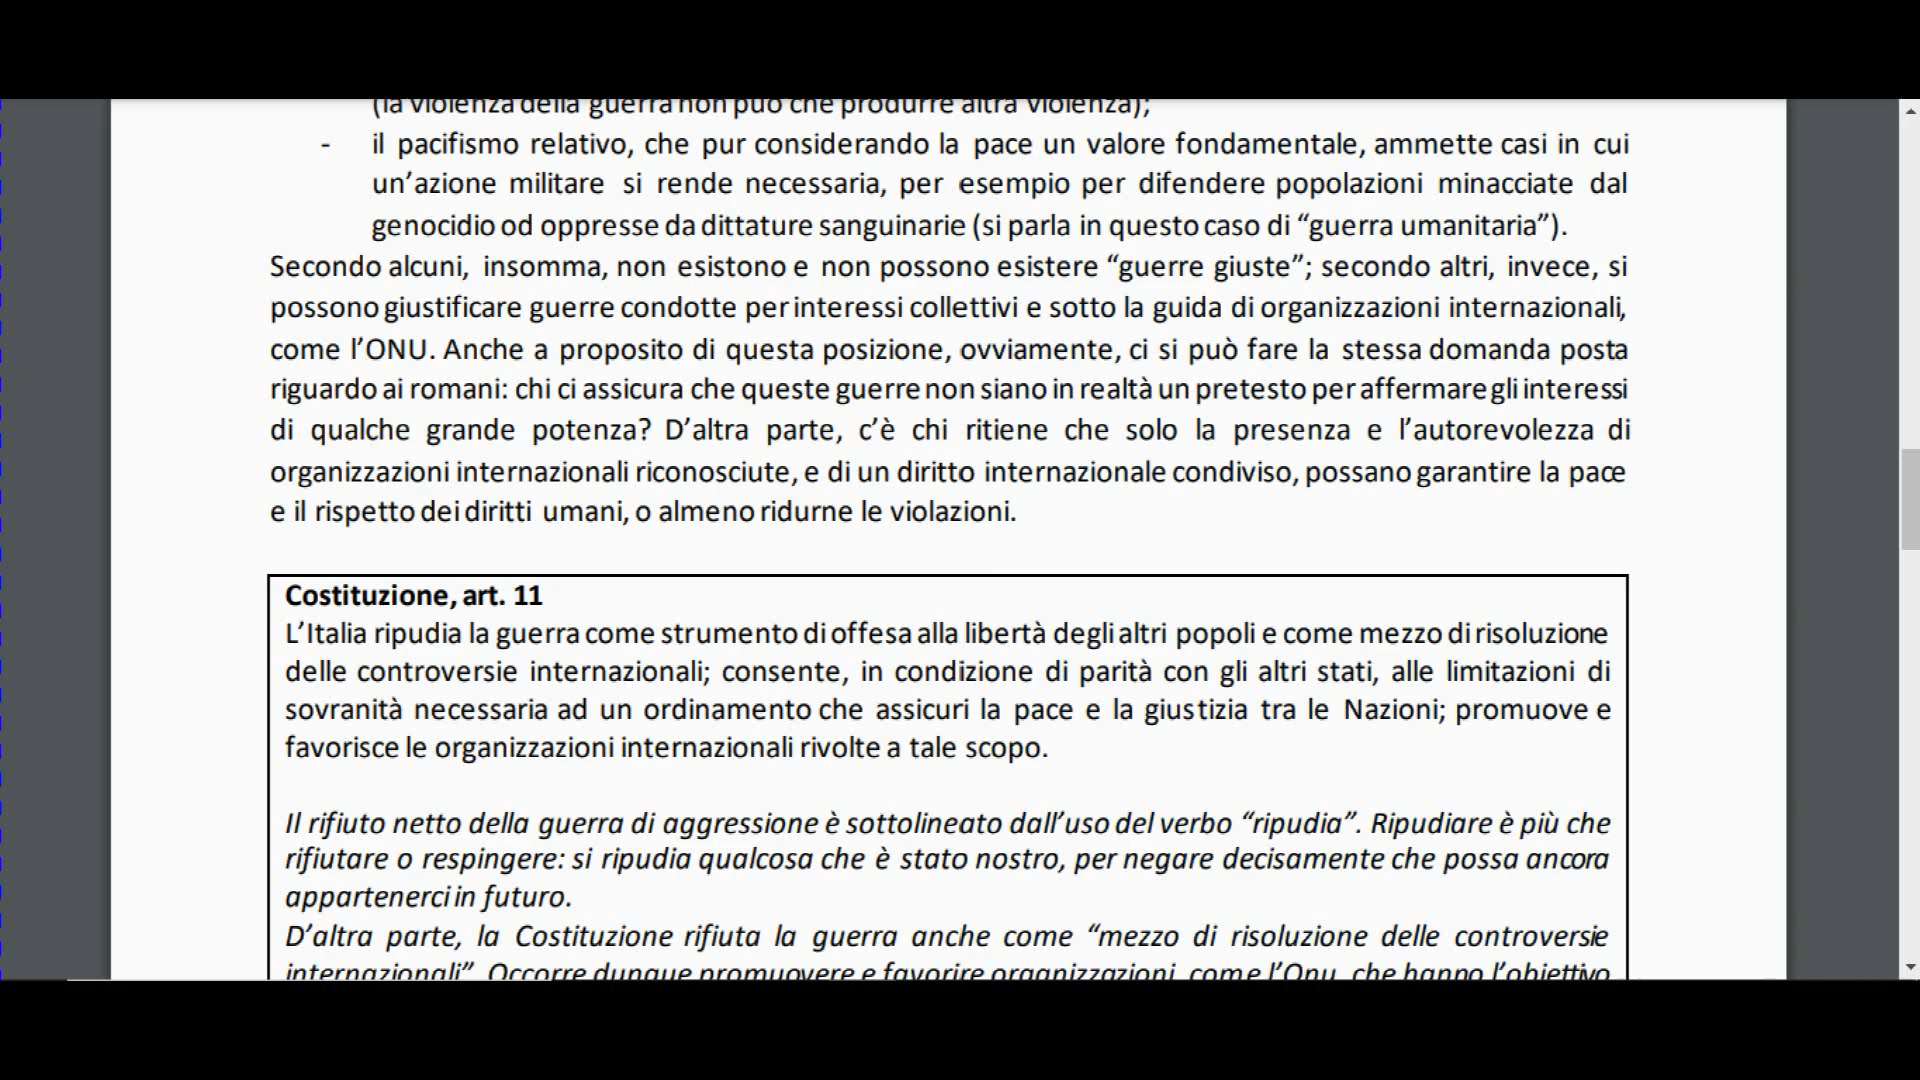 (la violenza della guerra non può che produrre altra violenza);
- il pacifismo relativo, che pur considerando la pace un valore fondamentale, ammette casi in cui
un’azione militare si rende necessaria, per esempio per difendere popolazioni minacciate dal
genocidio od oppresse da dittature sanguinarie (si parla in questo caso di “guerra umanitaria”).
Secondo alcuni, insomma, non esistono e non possono esistere “guerre giuste”; secondo altri, invece, si
possono giustificare guerre condotte per interessi collettivi e sotto la guida di organizzazioni internazionali,
come l’ONU. Anche a proposito di questa posizione, ovviamente, ci si può fare la stessa domanda posta
riguardo ai romani: chi ci assicura che queste guerre non siano in realtà un pretesto per affermare gli interessi
di qualche grande potenza? D’altra parte, c’è chi ritiene che solo la presenza e l’autorevolezza di
organizzazioni internazionali riconosciute, e di un diritto internazionale condiviso, possano garantire la pace
e il rispetto dei diritti umani, o almeno ridurne le violazioni.
Costituzione, art. 11
L’Italia ripudia la guerra come strumento di offesa alla libertà degli altri popoli e come mezzo di risoluzione
delle controversie internazionali; consente, in condizione di parità con gli altri stati, alle limitazioni di
sovranità necessaria ad un ordinamento che assicuri la pace e la giustizia tra le Nazioni; promuove e
favorisce le organizzazioni internazionali rivolte a tale scopo.
Il rifiuto netto della guerra di aggressione è sottolineato dall’uso del verbo “ripudia”. Ripudiare è più che
rifiutare o respingere: si ripudia qualcosa che è stato nostro, per negare decisamente che possa ancora
appartenerci in futuro.
D’altra parte, la Costituzione rifiuta la guerra anche come “mezzo di risoluzione delle controversie
internazionali”. Occorre dunque promuovere e favorire organizzazioni, come l’Onu, che hanno l’obiettivo